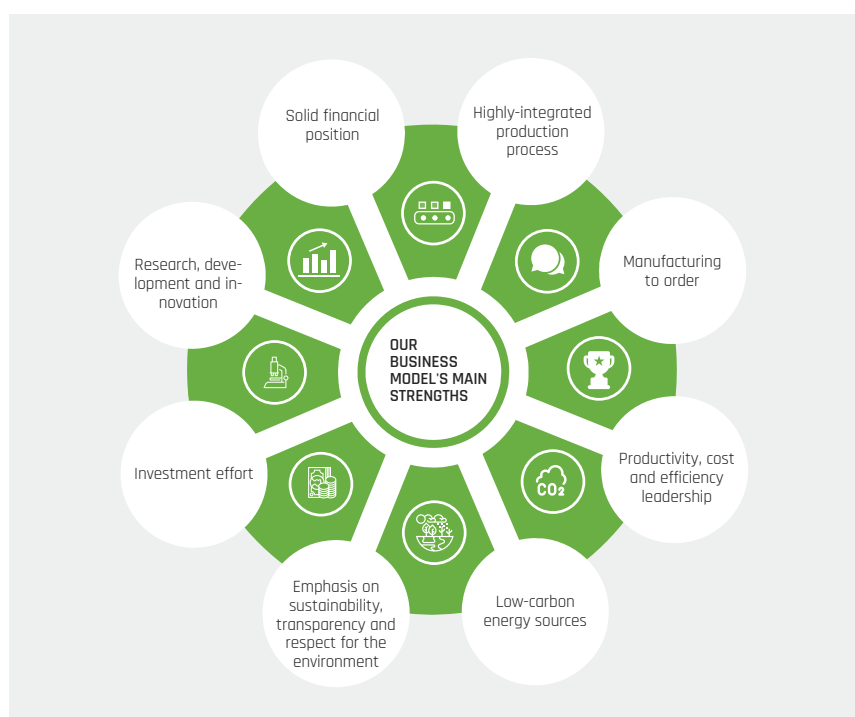 Solid financial
position
Highly-integrated
production
process
Manufacturing
to order
Productivity, cost
and efficiency
leadership
Low-carbon
energy sources
Emphasis on
sustainability,
transparency and
respect for the
environment
Investment effort
Research, deve-
lopment and in-
novation
OUR
BUSINESS
MODEL'S MAIN
STRENGTHS
CO₂